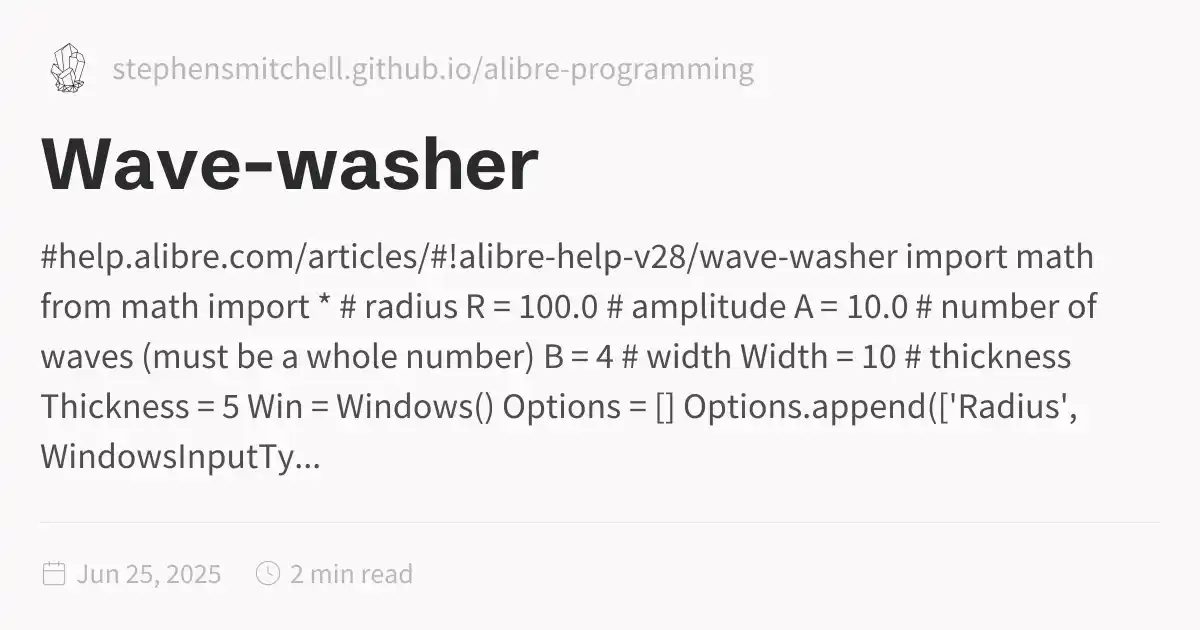 stephensmitchell.github.io/alibre-programming
Wave-washer
#help.alibre.com/articles/#!alibre-help-v28/wave-washer import math
from math import * # radius R = 100.0 # amplitude A = 10.0 # number of
waves (must be a whole number) B = 4 # width Width = 10 # thickness
Thickness = 5 Win = Windows() Options = [] Options.append(['Radius',
WindowsInputTy...
Jun 25, 2025 2 min read